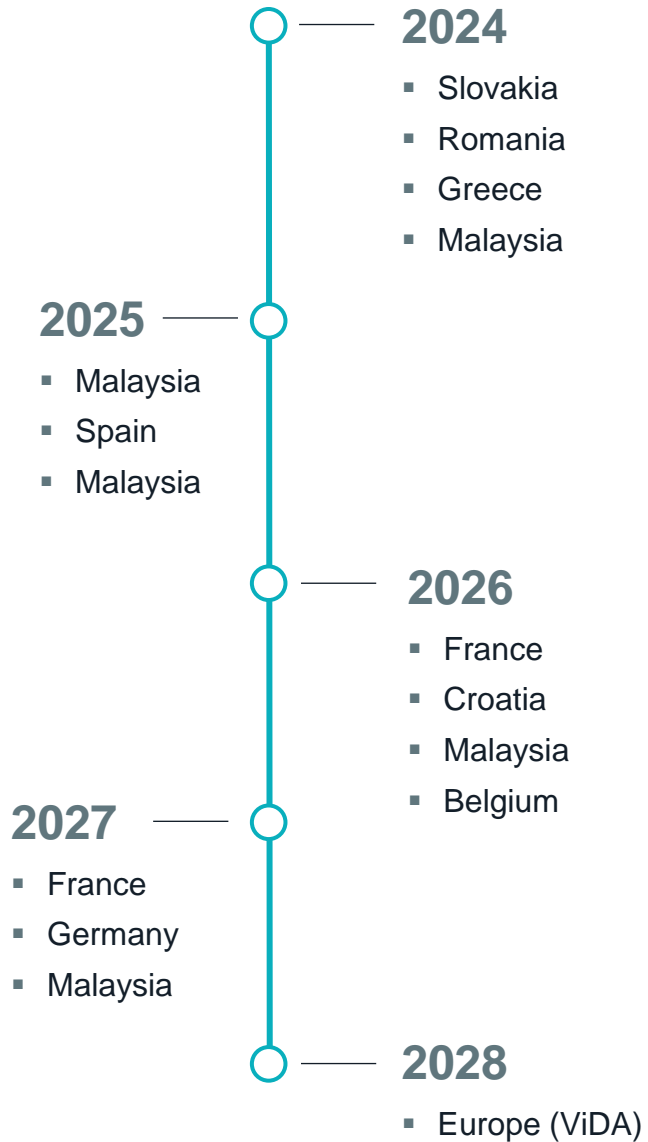 2024
▪ Slovakia
▪ Romania
▪ Greece
▪ Malaysia
2025
▪ Malaysia
▪ Spain
▪ Malaysia
2026
▪ France
▪ Croatia
▪ Malaysia
▪ Belgium
2027
▪ France
▪ Germany
▪ Malaysia
2028
▪ Europe (ViDA)